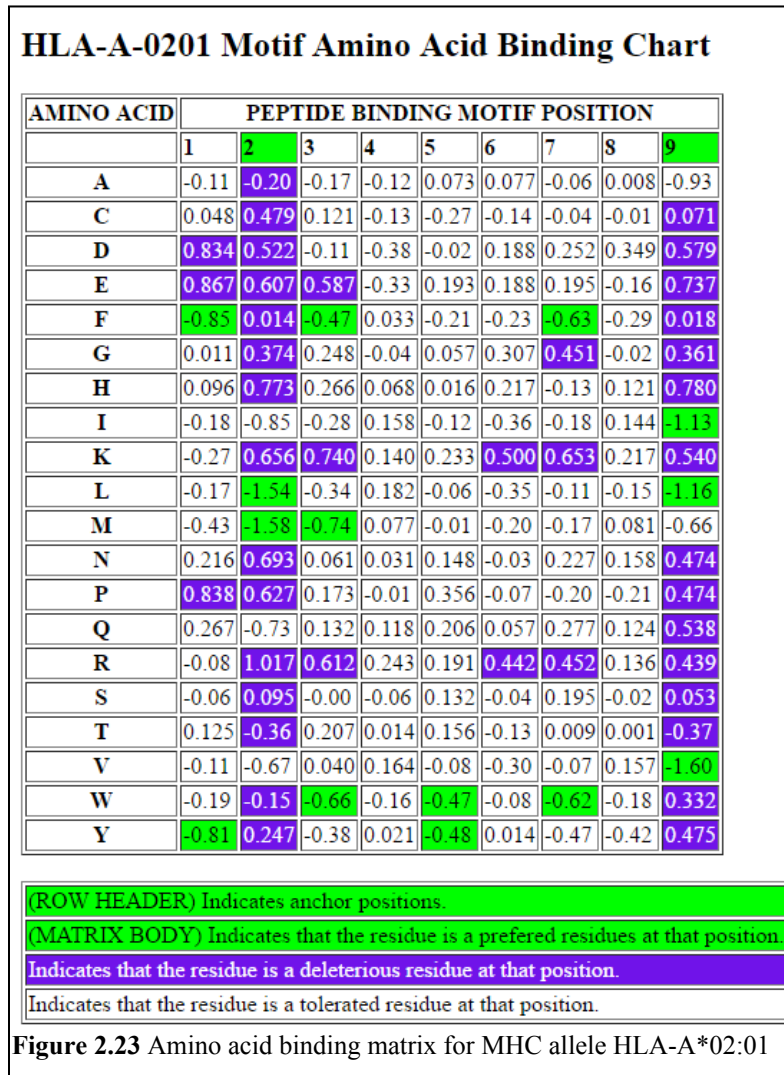 HLA-A-0201 Motif Amino Acid Binding Chart
AMINO ACID PEPTIDE BINDING MOTIF POSITION
1 2 3 4 5 6 7 8 9
A -0.11 -0.20 -0.17 -0.12 0.073 0.077 -0.06 0.008 -0.93
C 0.048 0.479 0.121 -0.13 -0.27 -0.14 -0.04 -0.01 0.071
D 0.834 0.522 -0.11 -0.38 -0.02 0.188 0.252 0.349 0.579
E 0.867 0.607 0.587 -0.33 0.193 0.188 0.195 -0.16 0.737
F -0.85 0.014 -0.47 0.033 -0.21 -0.23 -0.63 -0.29 0.018
G 0.011 0.374 0.248 -0.04 0.057 0.307 0.451 -0.02 0.361
H 0.096 0.773 0.266 0.068 0.016 0.217 -0.13 0.121 0.780
I -0.18 -0.85 -0.28 0.158 -0.12 -0.36 -0.18 0.144 -1.13
K -0.27 0.656 0.740 0.140 0.233 0.500 0.653 0.217 0.540
L -0.17 -1.54 -0.34 0.182 -0.06 -0.35 -0.11 -0.15 -1.16
M -0.43 -1.58 -0.74 0.077 -0.01 -0.20 -0.17 0.081 -0.66
N 0.216 0.693 0.061 0.031 0.148 -0.03 0.227 0.158 0.474
P 0.838 0.627 0.173 -0.01 0.356 -0.07 -0.20 -0.21 0.474
Q 0.267 -0.73 0.132 0.118 0.206 0.057 0.277 0.124 0.538
R -0.08 1.017 0.612 0.243 0.191 0.442 0.452 0.136 0.439
S -0.06 0.095 -0.00 -0.06 0.132 -0.04 0.195 -0.02 0.053
T 0.125 -0.36 0.207 0.014 0.156 -0.13 0.009 0.001 -0.37
V -0.11 -0.67 0.040 0.164 -0.08 -0.30 -0.07 0.157 -1.60
W -0.19 -0.15 -0.66 -0.16 -0.47 -0.08 -0.62 -0.18 0.332
Y -0.81 0.247 -0.38 0.021 -0.48 0.014 -0.47 -0.42 0.475
(ROW HEADER) Indicates anchor positions.
(MATRIX BODY) Indicates that the residue is a prefered residues at that position.
Indicates that the residue is a deleterious residue at that position.
Indicates that the residue is a tolerated residue at that position.
Figure 2.23 Amino acid binding matrix for MHC allele HLA-A*02:01